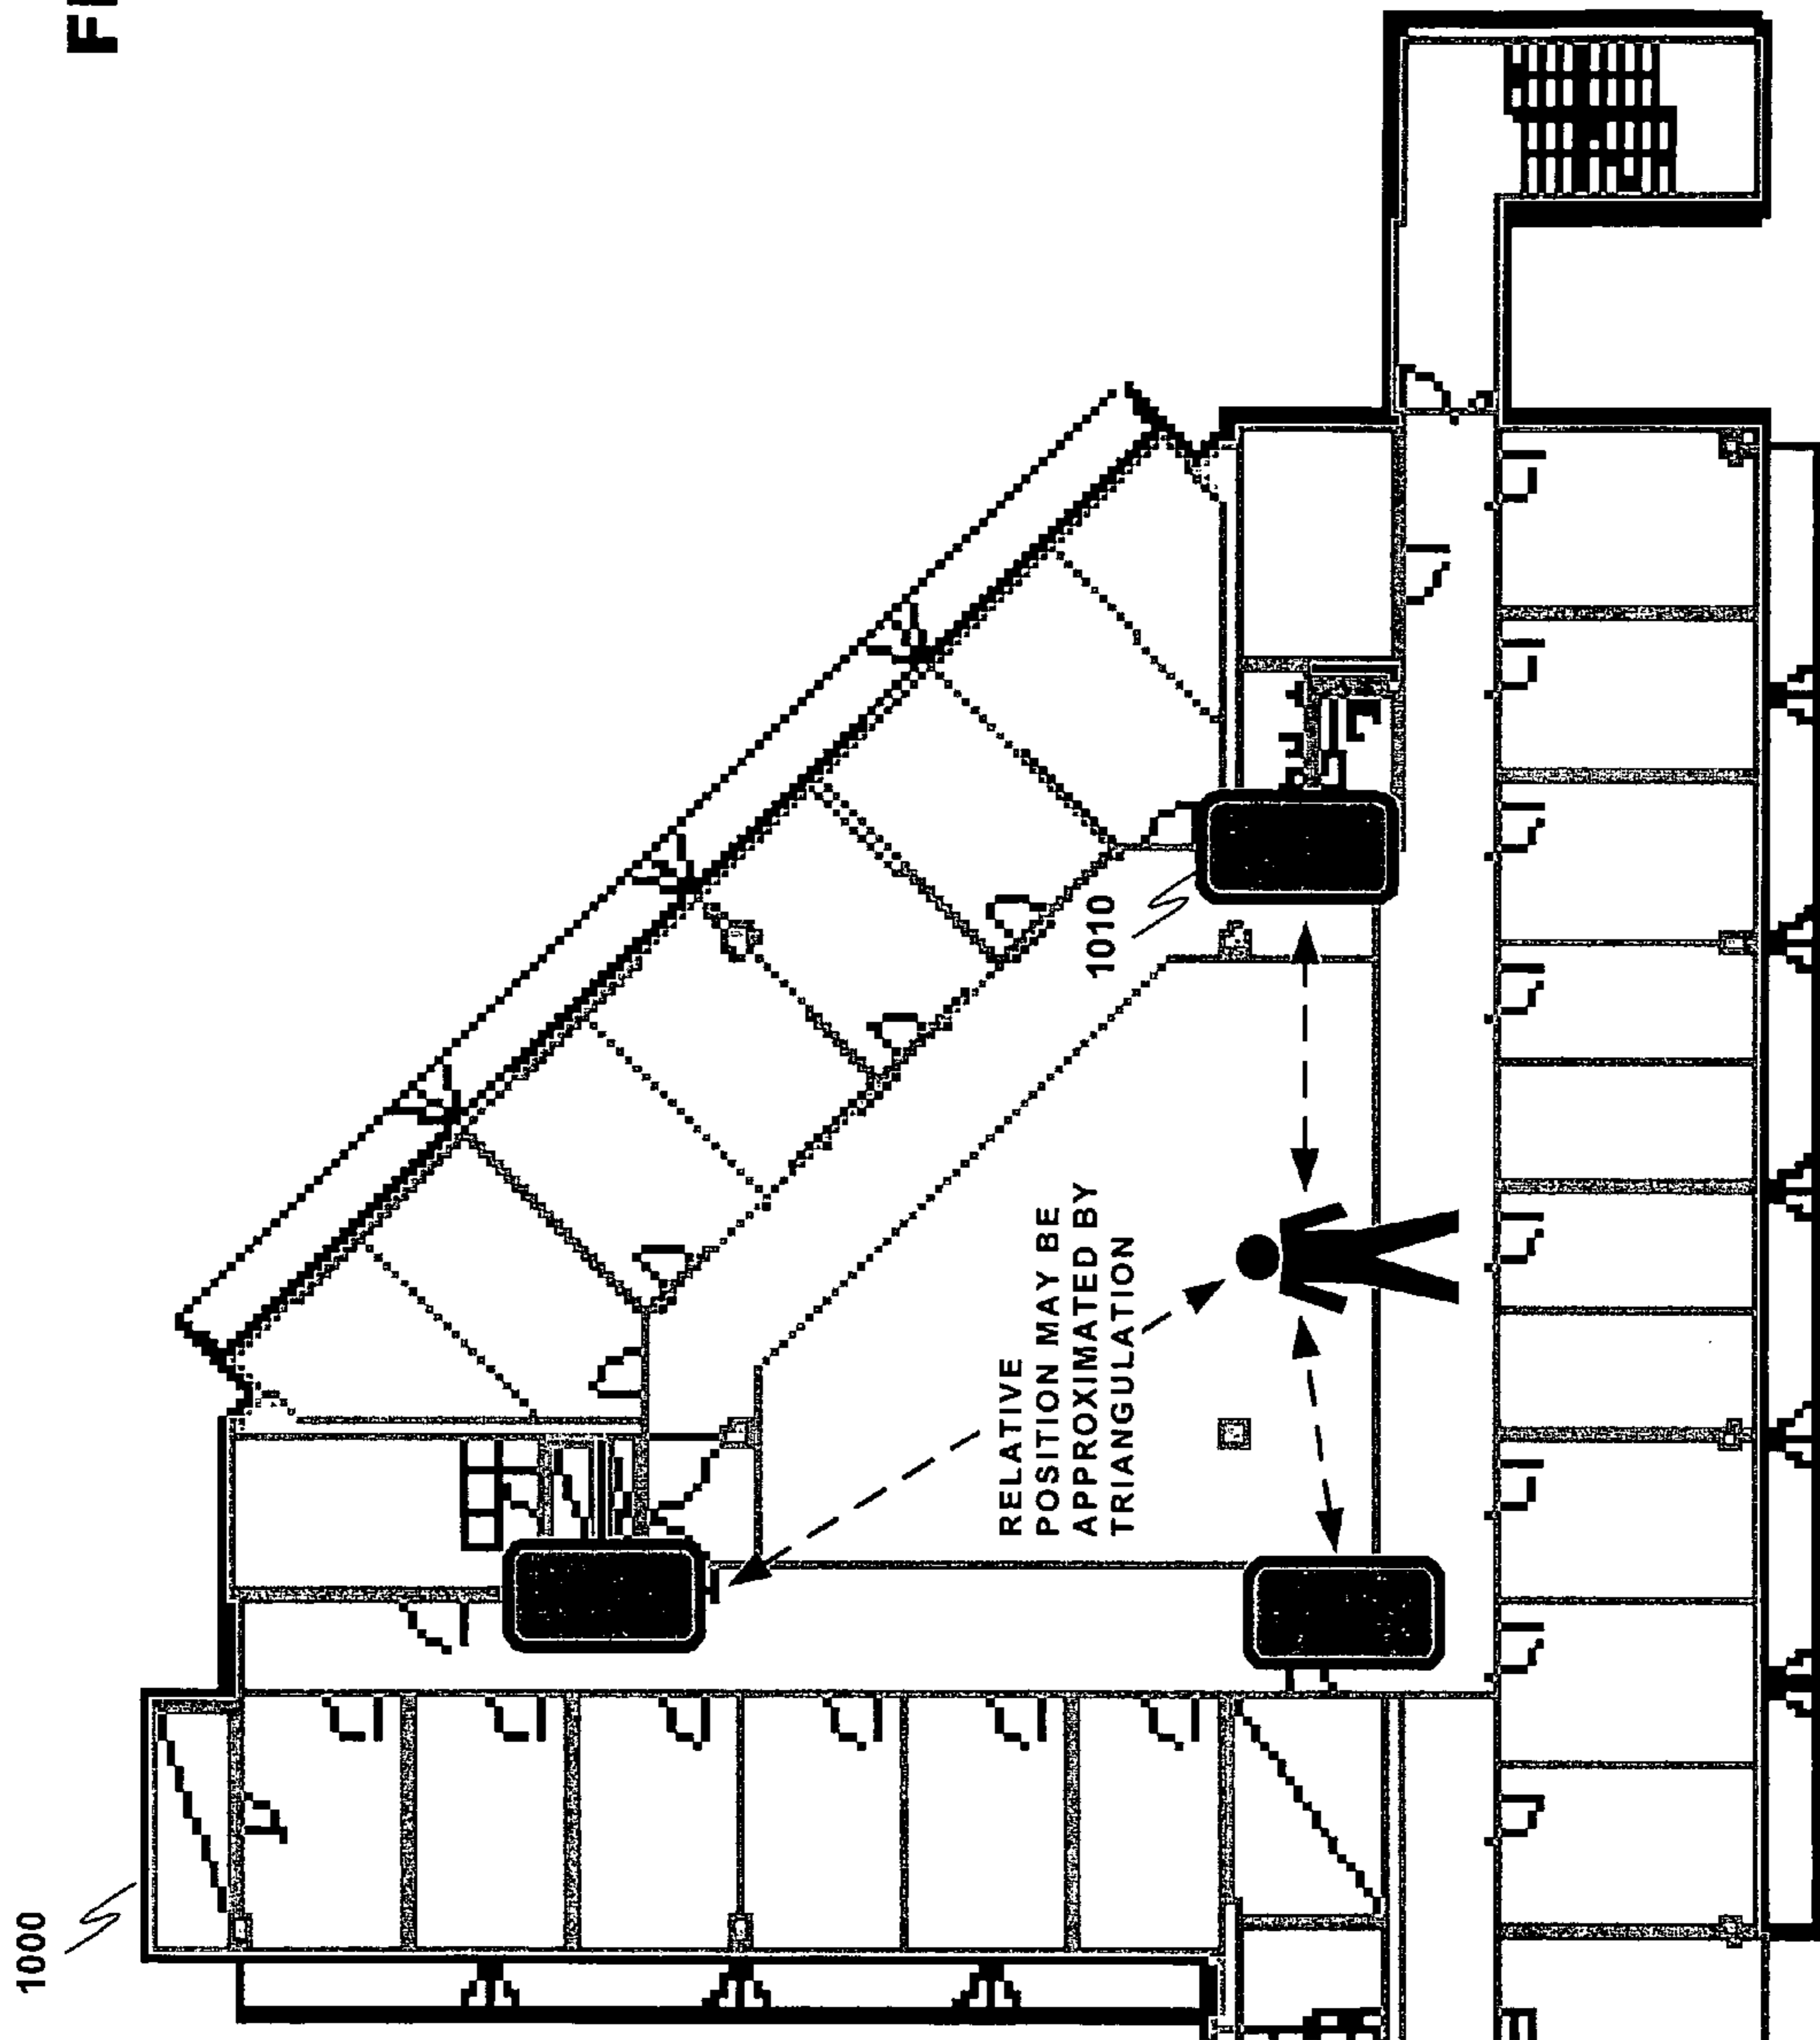 1000
1010
RELATIVE
POSITION MAY BE
APPROXIMATED BY
TRIANGULATION